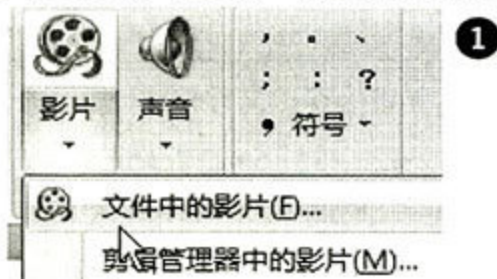 ❶
， 。 、
； ： ？
影片 声音 , 符号
文件中的影片(F)...
剪辑管理器中的影片(M)...